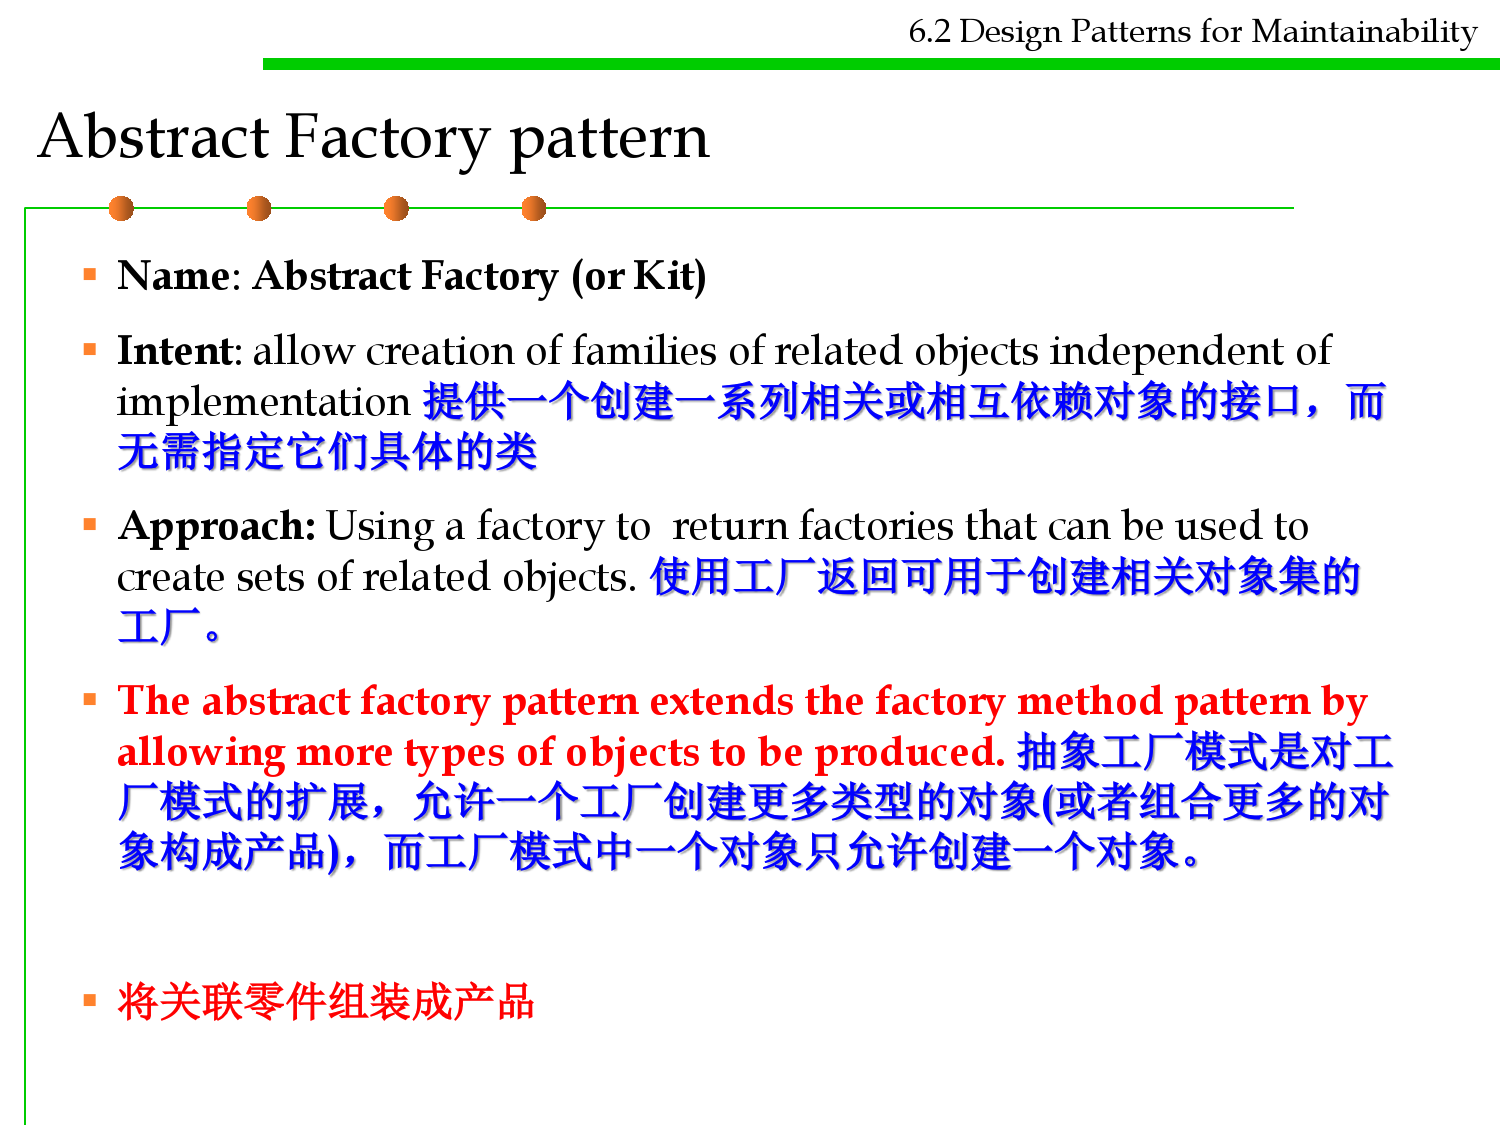 6.2 Design Patterns for Maintainability
Abstract Factory pattern
Name: Abstract Factory (or Kit)
Intent: allow creation of families of related objects independent of
implementation 提供一个创建一系列相关或相互依赖对象的接口，而
无需指定它们具体的类
Approach: Using a factory to return factories that can be used to
create sets of related objects. 使用工厂返回可用于创建相关对象集的
工厂。
The abstract factory pattern extends the factory method pattern by
allowing more types of objects to be produced. 抽象工厂模式是对工
厂模式的扩展，允许一个工厂创建更多类型的对象(或者组合更多的对
象构成产品)，而工厂模式中一个对象只允许创建一个对象。
将关联零件组装成产品